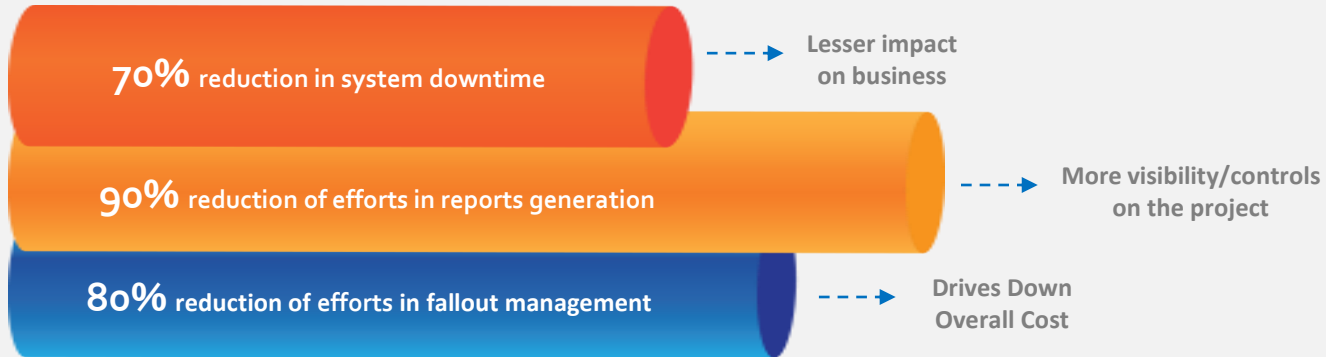 70% reduction in system downtime
Lesser impact
on business
90% reduction of efforts in reports generation
More visibility/controls
on the project
80% reduction of efforts in fallout management
Drives Down
Overall Cost